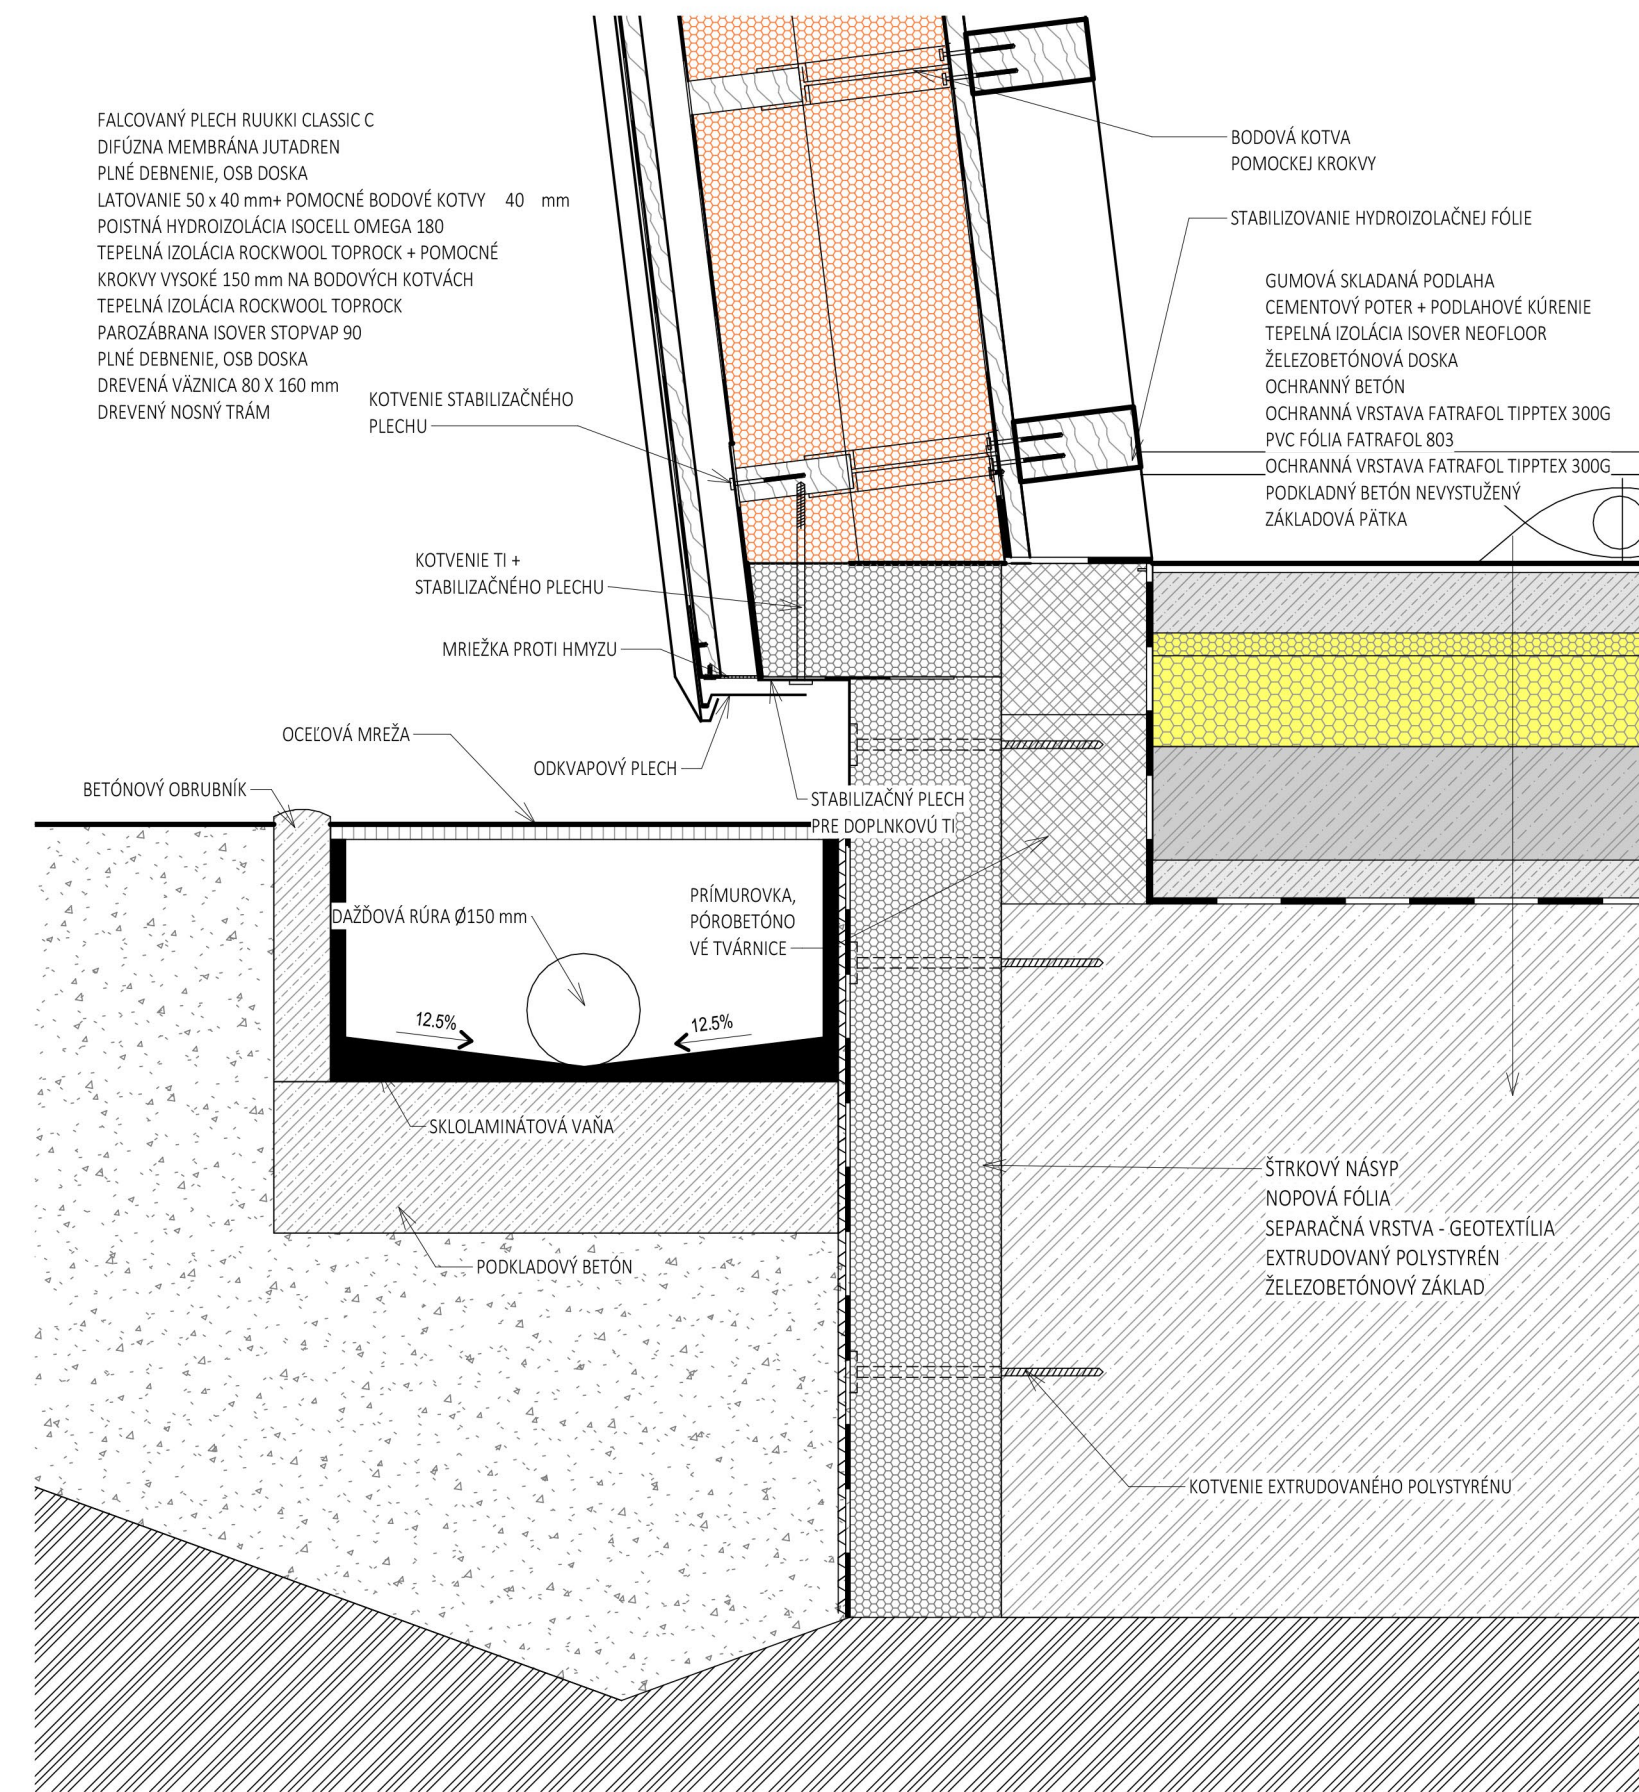 FALCOVANÝ PLECH RUUKKI CLASSIC C
DIFÚZNA MEMBRÁNA JUTADREN
PLNÉ DEBNENIE, OSB DOSKA
LATOVANIE 50 x 40 mm+ POMOCNÉ BODOVÉ KOTVY 40 mm
POISTNÁ HYDROIZOLÁCIA ISOCELL OMEGA 180
TEPELNÁ IZOLÁCIA ROCKWOOL TOPROCK + POMOCNÉ
KROKVY VYSOKÉ 150 mm NA BODOVÝCH KOTVÁCH
TEPELNÁ IZOLÁCIA ROCKWOOL TOPROCK
PAROZÁBRANA ISOVER STOPVAP 90
PLNÉ DEBNENIE, OSB DOSKA
DREVENÁ VÄZNICA 80 X 160 mm
DREVENÝ NOSNÝ TRÁM
BODOVÁ KOTVA
POMOCKEJ KROKVY
STABILIZOVANIE HYDROIZOLAČNEJ FÓLIE
GUMOVÁ SKLADANÁ PODLAHA
CEMENTOVÝ POTER + PODLAHOVÉ KÚRENIE
TEPELNÁ IZOLÁCIA ISOVER NEOFLOOR
ŽELEZOBETÓNOVÁ DOSKA
OCHRANNÝ BETÓN
OCHRANNÁ VRSTAVA FATRAFOL TIPPTEX 300G
PVC FÓLIA FATRAFOL 803
OCHRANNÁ VRSTAVA FATRAFOL TIPPTEX 300G
PODKLADNÝ BETÓN NEVYSTUŽENÝ
ZÁKLADOVÁ PÄTKA
KOTVENIE STABILIZAČNÉHO
PLECHU
KOTVENIE TI +
STABILIZAČNÉHO PLECHU
MRIEŽKA PROTI HMYZU
OCEĽOVÁ MREŽA
ODKVAPOVÝ PLECH
BETÓNOVÝ OBRUBNÍK
STABILIZAČNÝ PLECH
PRE DOPLNKOVÚ TI
PRÍMUROVKA,
PÓROBETÓNO
VÉ TVÁRNICE
DAŽĎOVÁ RÚRA Ø150 mm
12.5%
12.5%
SKLOLAMINÁTOVÁ VAŇA
PODKLADOVÝ BETÓN
ŠTRKOVÝ NÁSYP
NOPOVÁ FÓLIA
SEPARAČNÁ VRSTVA - GEOTEXTÍLIA
EXTRUDOVANÝ POLYSTYRÉN
ŽELEZOBETÓNOVÝ ZÁKLAD
KOTVENIE EXTRUDOVANÉHO POLYSTYRÉNU